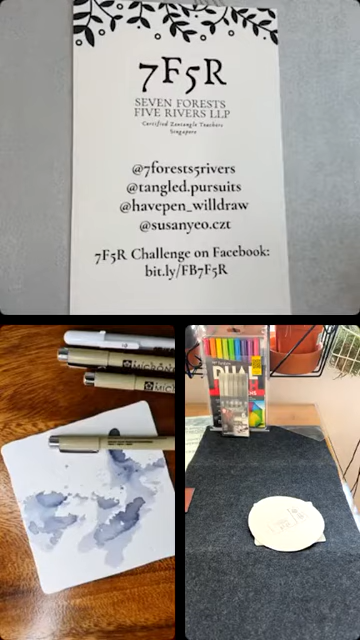 7F5R
SEVEN FORESTS
FIVE RIVERS LLP
Certified Zentangle Teachers
Singapore
@7forests5rivers
@tangled.pursuits
@havepen_willdraw
@susanyeo.czt
7F5R Challenge on Facebook:
bit.ly/FB7F5R
MICRON
MICRON
DUAL